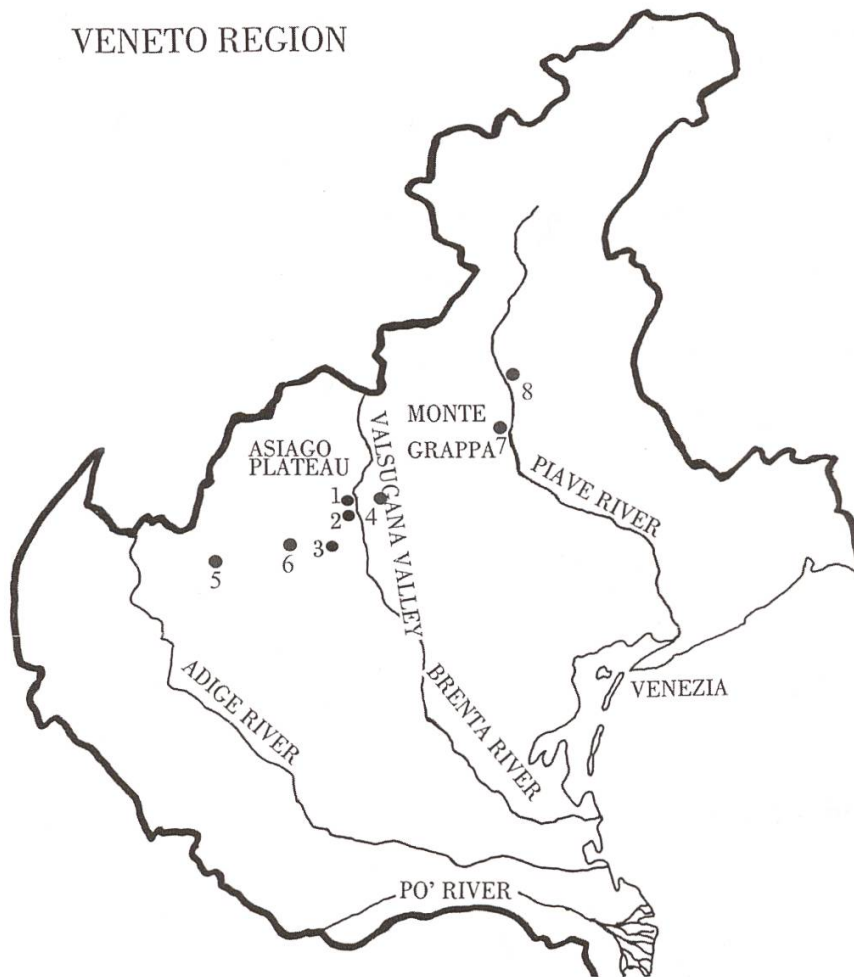 VENETO REGION
8
MONTE
GRAPPA
7
ASIAGO
PLATEAU
VALSUGANA VALLEY
1
2
4
3
6
5
PIAVE RIVER
VENEZIA
ADIGE RIVER
BRENTA RIVER
PO' RIVER